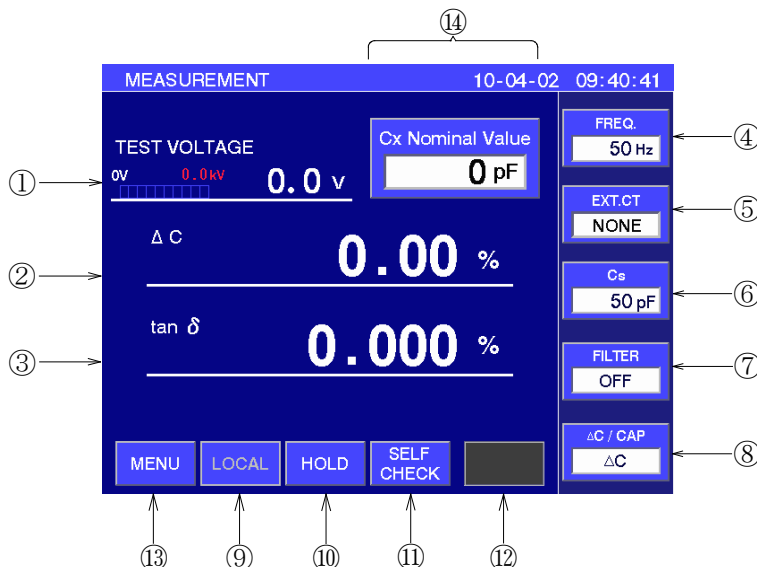 ⑭
MEASUREMENT 10-04-02 09:40:41
TEST VOLTAGE
0V 0.0kV 0.0 V
Cx Nominal Value
0 pF
FREQ.
50 Hz
④
①
EXT.CT
NONE
⑤
Δ C
0.00 %
②
Cs
50 pF
⑥
tan δ
0.000 %
③
FILTER
OFF
⑦
ΔC / CAP
ΔC
⑧
MENU LOCAL HOLD SELF CHECK
⑬ ⑨ ⑩ ⑪ ⑫